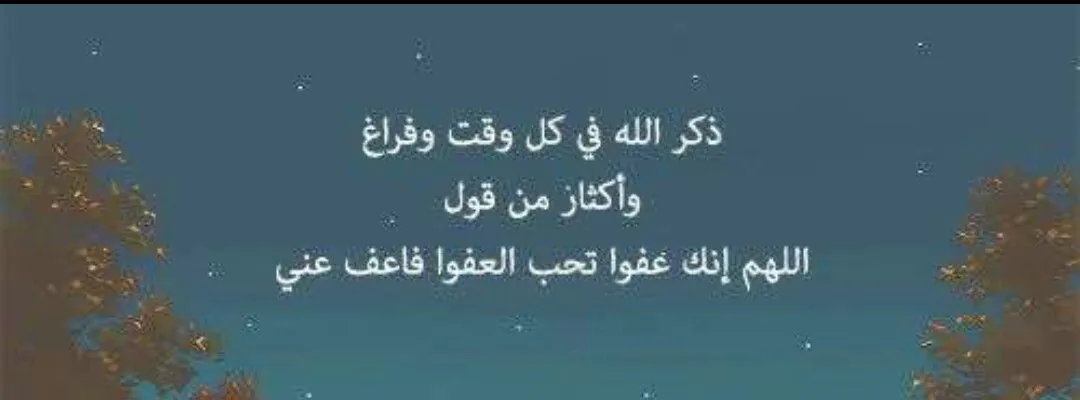 ذكر الله في كل وقت وفراغ
وأكثاز من قول
اللهم إنك عفوا تحب العفوا فاعف عني